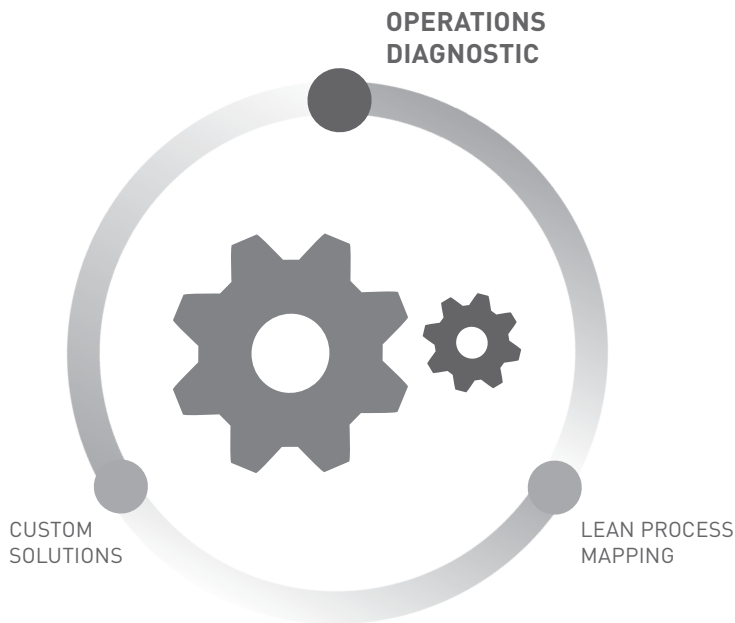 OPERATIONS
DIAGNOSTIC
CUSTOM
SOLUTIONS
LEAN PROCESS
MAPPING